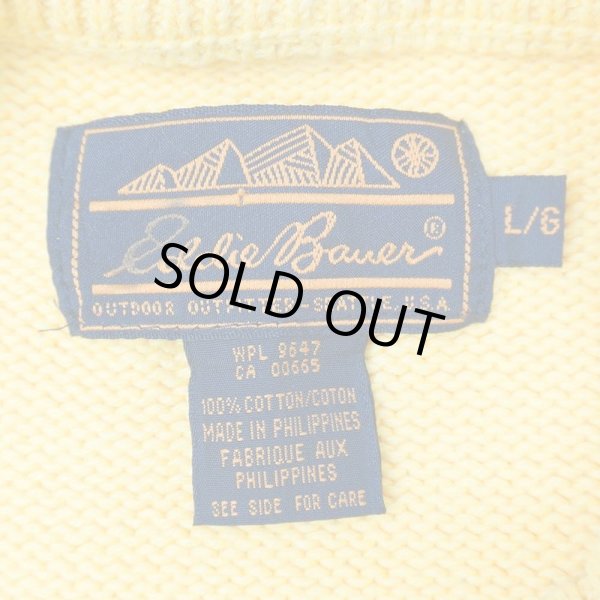 Eddie Bauer ®
OUTDOOR OUTFITTER-SEATTLE, U.S.A.
L/G
SOLD OUT
WPL 9647
CA 00665
100% COTTON/COTON
MADE IN PHILIPPINES
FABRIQUE AUX
PHILIPPINES
SEE SIDE FOR CARE